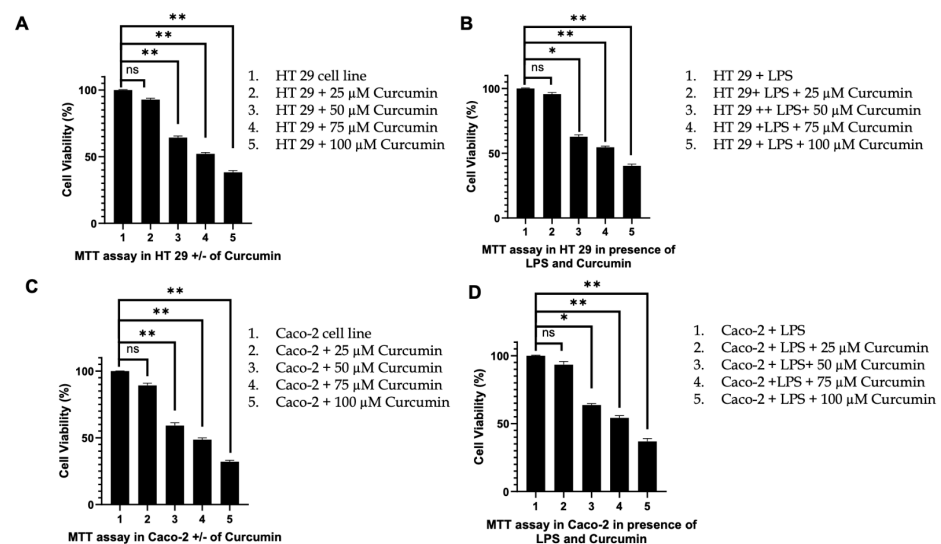 A
**
**
**
ns
Cell Viability (%)
100
50
0
1 2 3 4 5
MTT assay in HT 29 +/- of Curcumin
1. HT 29 cell line
2. HT 29 + 25 µM Curcumin
3. HT 29 + 50 µM Curcumin
4. HT 29 + 75 µM Curcumin
5. HT 29 + 100 µM Curcumin
B
**
**
*
ns
Cell Viability (%)
100
50
0
1 2 3 4 5
MTT assay in HT 29 in presence of
LPS and Curcumin
1. HT 29 + LPS
2. HT 29+ LPS + 25 µM Curcumin
3. HT 29 ++ LPS+ 50 µM Curcumin
4. HT 29 +LPS + 75 µM Curcumin
5. HT 29 + LPS + 100 µM Curcumin
C
**
**
**
ns
Cell Viability (%)
100
50
0
1 2 3 4 5
MTT assay in Caco-2 +/- of Curcumin
1. Caco-2 cell line
2. Caco-2 + 25 µM Curcumin
3. Caco-2 + 50 µM Curcumin
4. Caco-2 + 75 µM Curcumin
5. Caco-2 + 100 µM Curcumin
D
**
**
*
ns
Cell Viability (%)
100
50
0
1 2 3 4 5
MTT assay in Caco-2 in presence of
LPS and Curcumin
1. Caco-2 + LPS
2. Caco-2 + LPS + 25 µM Curcumin
3. Caco-2 + LPS+ 50 µM Curcumin
4. Caco-2 +LPS + 75 µM Curcumin
5. Caco-2 + LPS + 100 µM Curcumin